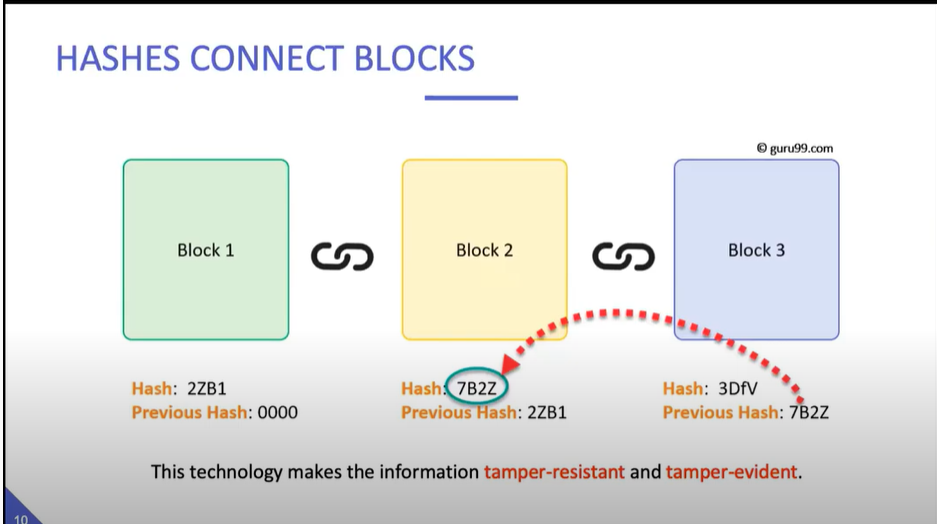 HASHES CONNECT BLOCKS
© guru99.com
Block 1
Block 2
Block 3
Hash: 2ZB1
Previous Hash: 0000
Hash: 7B2Z
Previous Hash: 2ZB1
Hash: 3DfV
Previous Hash: 7B2Z
This technology makes the information tamper-resistant and tamper-evident.
10